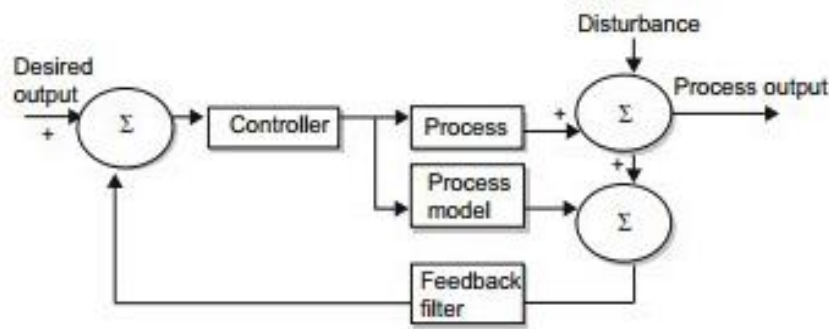 Disturbance
Desired
output
+
Σ
Controller
Process
+
Σ
Process output
+
Process
model
Σ
Feedback
filter